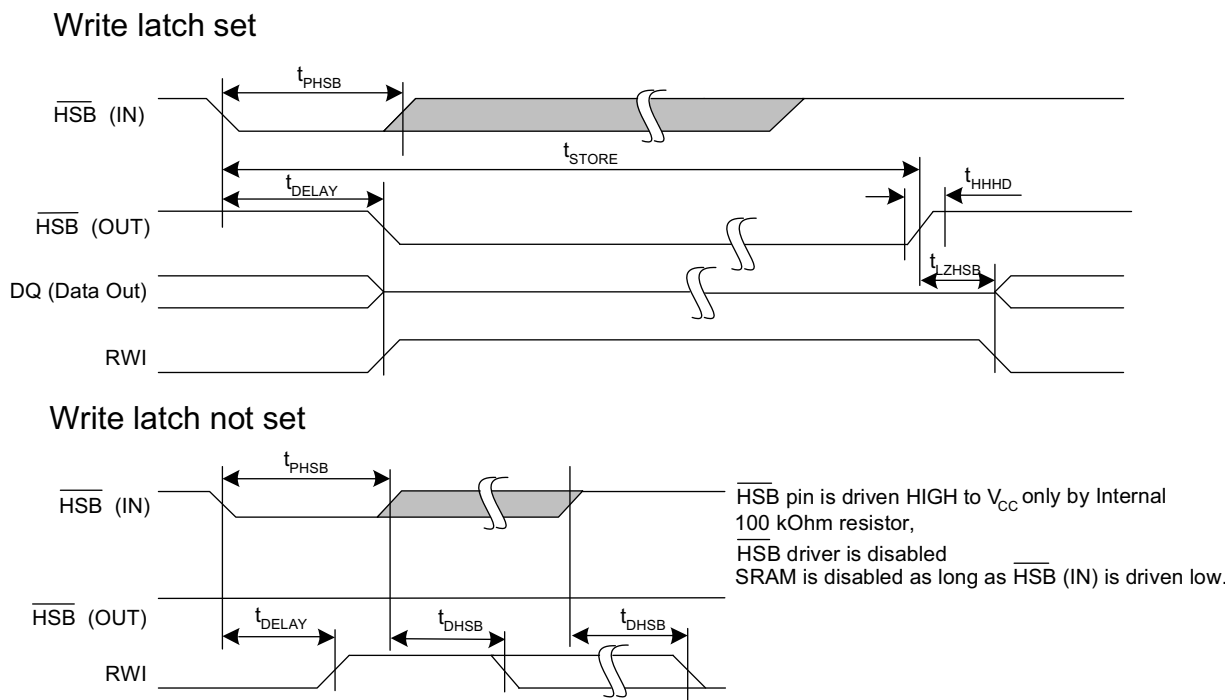 Write latch set
tPHSB
HSB (IN)
tSTORE
tDELAY
tHHHD
HSB (OUT)
tLZHSB
DQ (Data Out)
RWI
Write latch not set
tPHSB
HSB (IN)
HSB pin is driven HIGH to VCC only by Internal
100 kOhm resistor,
HSB driver is disabled
SRAM is disabled as long as HSB (IN) is driven low.
HSB (OUT)
tDELAY
tDHSB
tDHSB
RWI